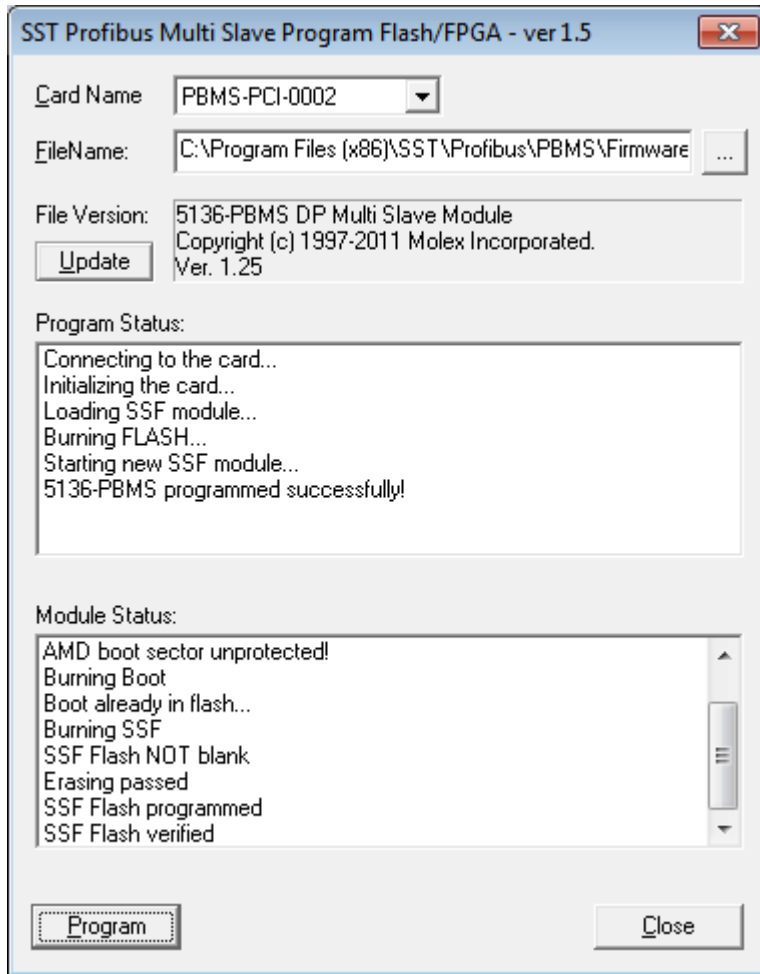 SST Profibus Multi Slave Program Flash/FPGA - ver 1.5
Card Name PBMS-PCI-0002
FileName: C:\Program Files (x86)\SST\Profibus\PBMS\Firmware ...
File Version: 5136-PBMS DP Multi Slave Module
Copyright (c) 1997-2011 Molex Incorporated.
Update Ver. 1.25
Program Status:
Connecting to the card...
Initializing the card...
Loading SSF module...
Burning FLASH...
Starting new SSF module...
5136-PBMS programmed successfully!
Module Status:
AMD boot sector unprotected!
Burning Boot
Boot already in flash...
Burning SSF
SSF Flash NOT blank
Erasing passed
SSF Flash programmed
SSF Flash verified
Program Close